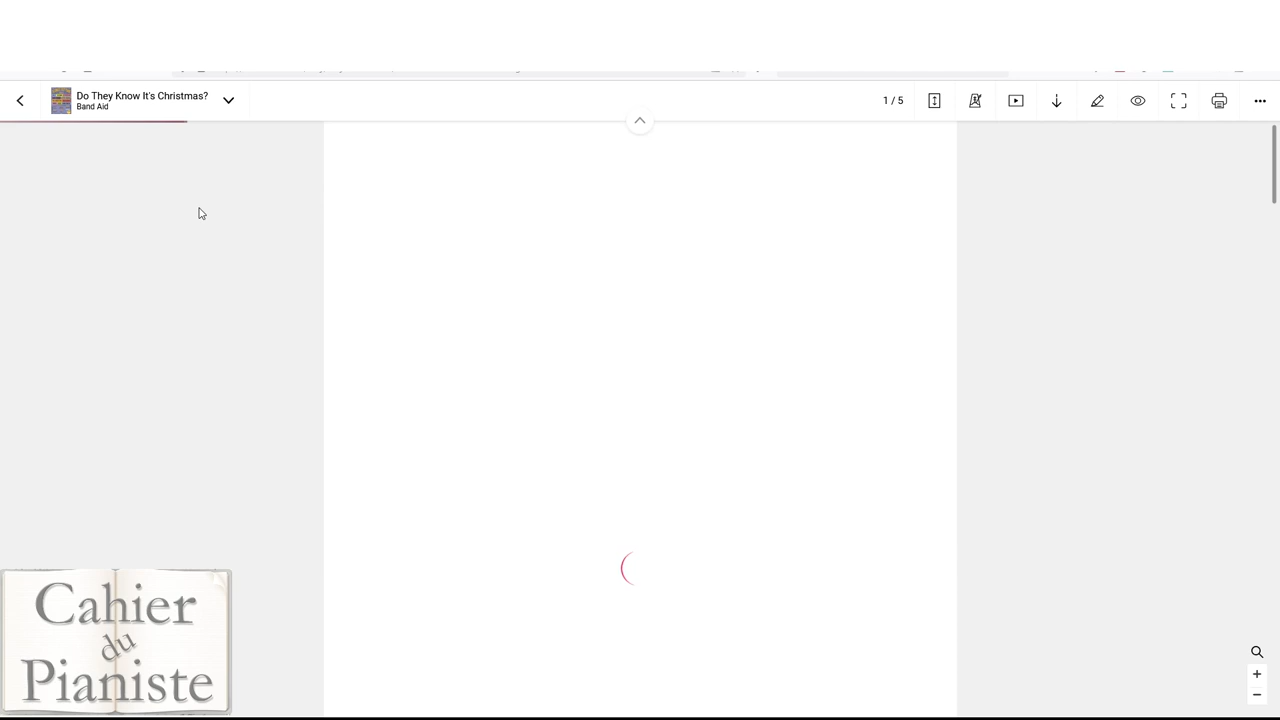 Do They Know It's Christmas?
Band Aid
1 / 5
Cahier
du
Pianiste